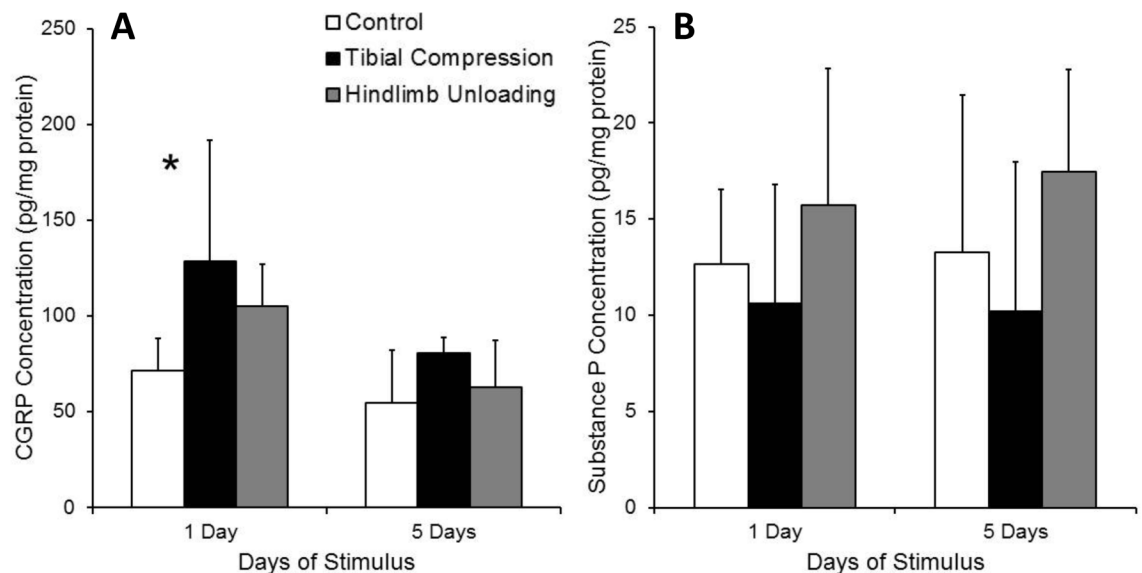 A
Control
Tibial Compression
Hindlimb Unloading
CGRP Concentration (pg/mg protein)
250
200
150
100
50
0
*
1 Day
5 Days
Days of Stimulus
B
Substance P Concentration (pg/mg protein)
25
20
15
10
5
0
1 Day
5 Days
Days of Stimulus